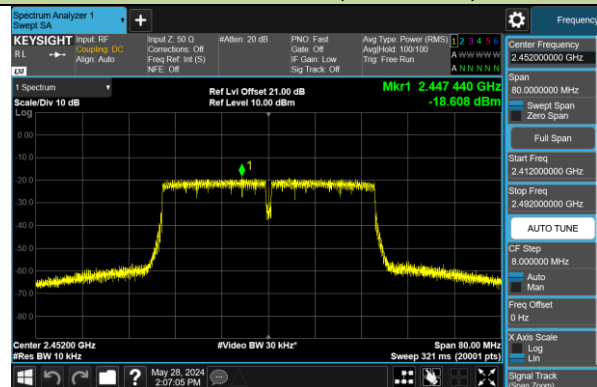 Spectrum Analyzer 1
Swept SA
Frequency
KEYSIGHT
RL
Input: RF
Coupling: DC
Align: Auto
Input Z: 50 Ω
Corrections: Off
Freq Ref: Int (S)
NFE: Off
#Atten: 20 dB
PNO: Fast
Gate: Off
IF Gain: Low
Sig Track: Off
Avg Type: Power (RMS)
Avg|Hold: 100/100
Trig: Free Run
1 2 3 4 5 6
A W W W W W
A N N N N N
1 Spectrum
Scale/Div 10 dB
Log
Ref Lvl Offset 21.00 dB
Ref Level 10.00 dBm
Mkr1 2.447 440 GHz
-18.608 dBm
0.00
-10.0
-20.0
-30.0
-40.0
-50.0
-60.0
-70.0
-80.0
1
Center 2.45200 GHz
#Res BW 10 kHz
#Video BW 30 kHz*
Span 80.00 MHz
Sweep 321 ms (20001 pts)
May 28, 2024
2:07:05 PM
Center Frequency
2.452000000 GHz
Span
80.0000000 MHz
Swept Span
Zero Span
Full Span
Start Freq
2.412000000 GHz
Stop Freq
2.492000000 GHz
AUTO TUNE
CF Step
8.000000 MHz
Auto
Man
Freq Offset
0 Hz
X Axis Scale
Log
Lin
Signal Track
(Span Zoom)